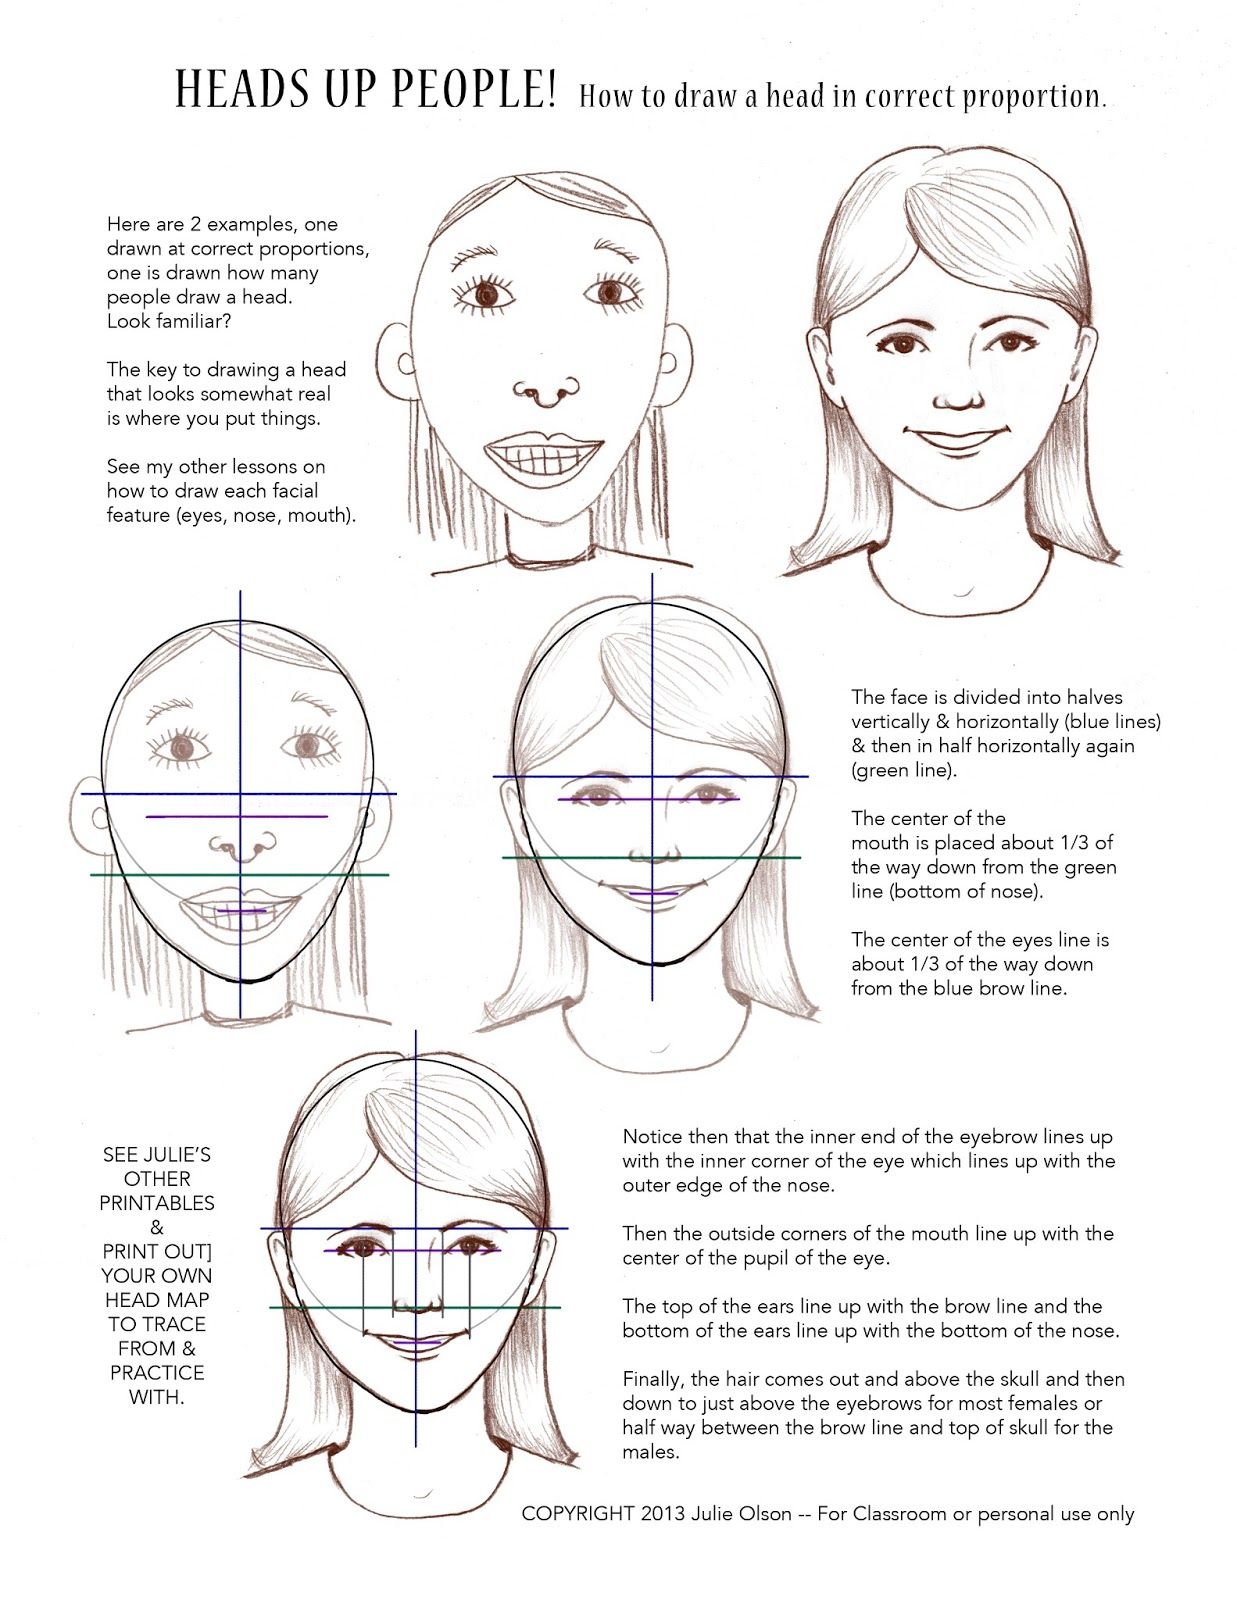 HEADS UP PEOPLE! How to draw a head in correct proportion.
Here are 2 examples, one
drawn at correct proportions,
one is drawn how many
people draw a head.
Look familiar?
The key to drawing a head
that looks somewhat real
is where you put things.
See my other lessons on
how to draw each facial
feature (eyes, nose, mouth).
The face is divided into halves
vertically & horizontally (blue lines)
& then in half horizontally again
(green line).
The center of the
mouth is placed about 1/3 of
the way down from the green
line (bottom of nose).
The center of the eyes line is
about 1/3 of the way down
from the blue brow line.
SEE JULIE'S
OTHER
PRINTABLES
&
PRINT OUT]
YOUR OWN
HEAD MAP
TO TRACE
FROM &
PRACTICE
WITH.
Notice then that the inner end of the eyebrow lines up
with the inner corner of the eye which lines up with the
outer edge of the nose.
Then the outside corners of the mouth line up with the
center of the pupil of the eye.
The top of the ears line up with the brow line and the
bottom of the ears line up with the bottom of the nose.
Finally, the hair comes out and above the skull and then
down to just above the eyebrows for most females or
half way between the brow line and top of skull for the
males.
COPYRIGHT 2013 Julie Olson -- For Classroom or personal use only